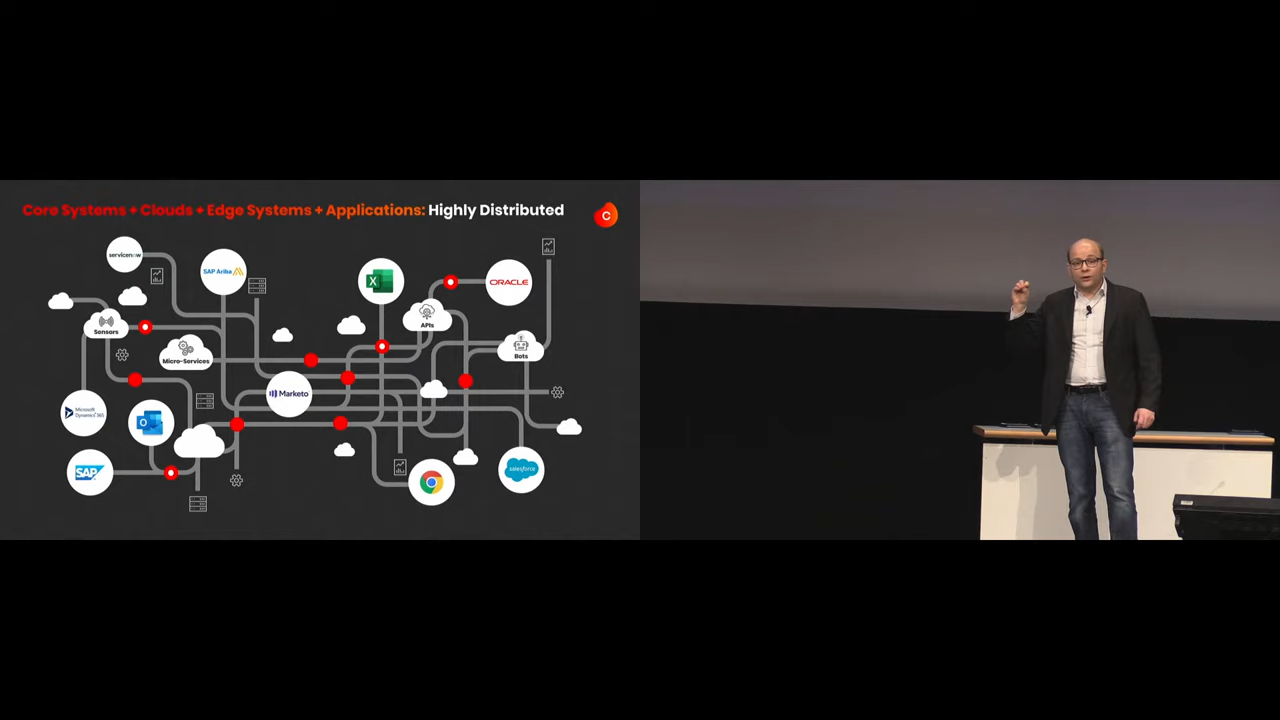 Core Systems + Clouds + Edge Systems + Applications: Highly Distributed
C
servicenow
SAP Ariba
X
ORACLE
Sensors
APIs
Micro-Services
Bots
Marketo
Microsoft
Dynamics 365
O
SAP
salesforce